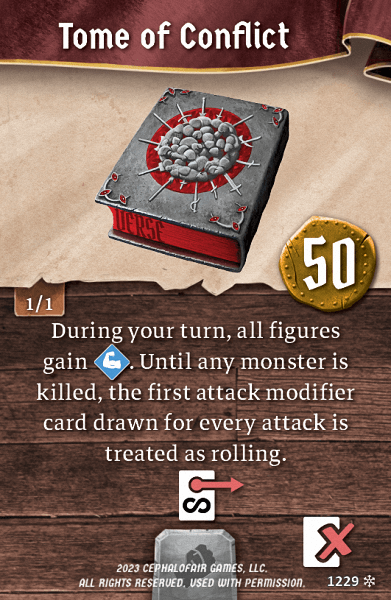 Tome of Conflict
VERSE
50
1/1
During your turn, all figures
gain . Until any monster is
killed, the first attack modifier
card drawn for every attack is
treated as rolling.
S
2023 CEPHALOFAIR GAMES, LLC.
ALL RIGHTS RESERVED. USED WITH PERMISSION.
1229